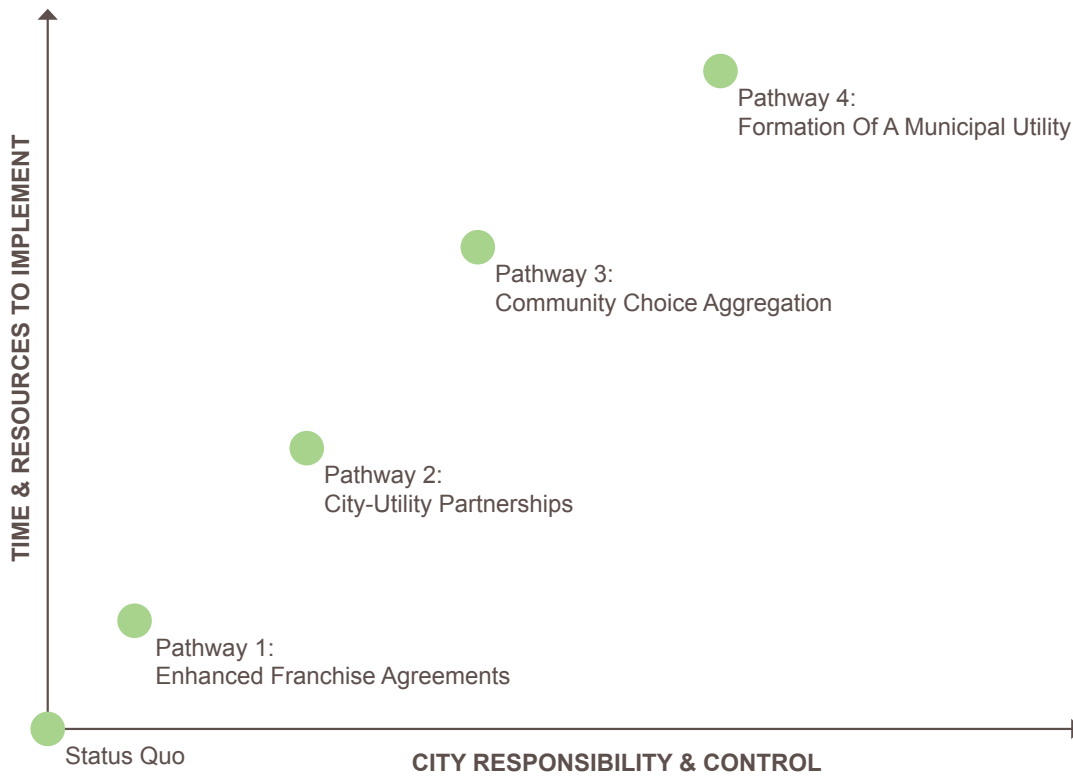 Pathway 4:
Formation Of A Municipal Utility
TIME & RESOURCES TO IMPLEMENT
Pathway 3:
Community Choice Aggregation
Pathway 2:
City-Utility Partnerships
Pathway 1:
Enhanced Franchise Agreements
Status Quo
CITY RESPONSIBILITY & CONTROL